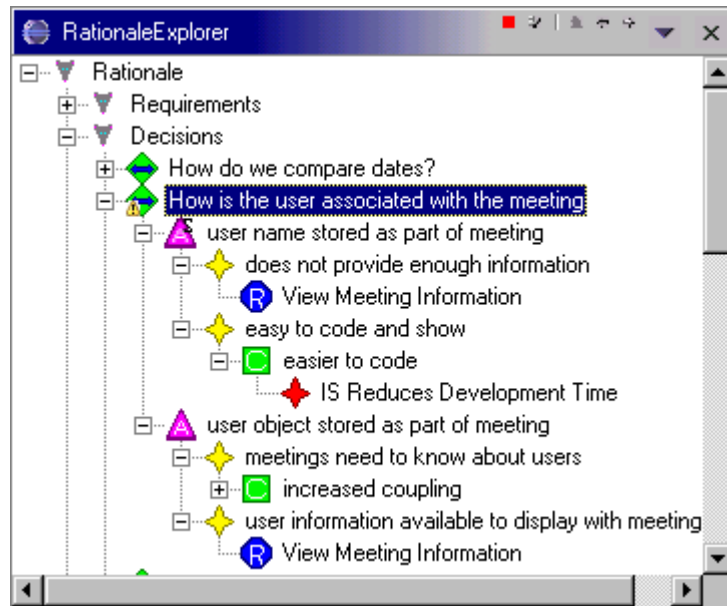 RationaleExplorer
Rationale
Requirements
Decisions
How do we compare dates?
How is the user associated with the meeting
S
A user name stored as part of meeting
does not provide enough information
R View Meeting Information
easy to code and show
C easier to code
IS Reduces Development Time
A user object stored as part of meeting
meetings need to know about users
C increased coupling
user information available to display with meeting
R View Meeting Information